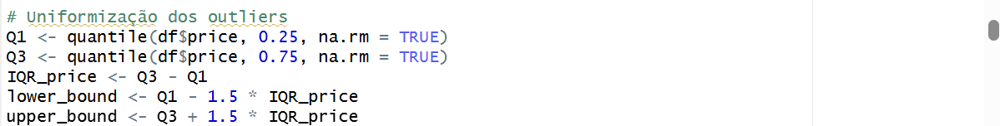 # Uniformização dos outliers
Q1 <- quantile(df$price, 0.25, na.rm = TRUE)
Q3 <- quantile(df$price, 0.75, na.rm = TRUE)
IQR_price <- Q3 - Q1
lower_bound <- Q1 - 1.5 * IQR_price
upper_bound <- Q3 + 1.5 * IQR_price